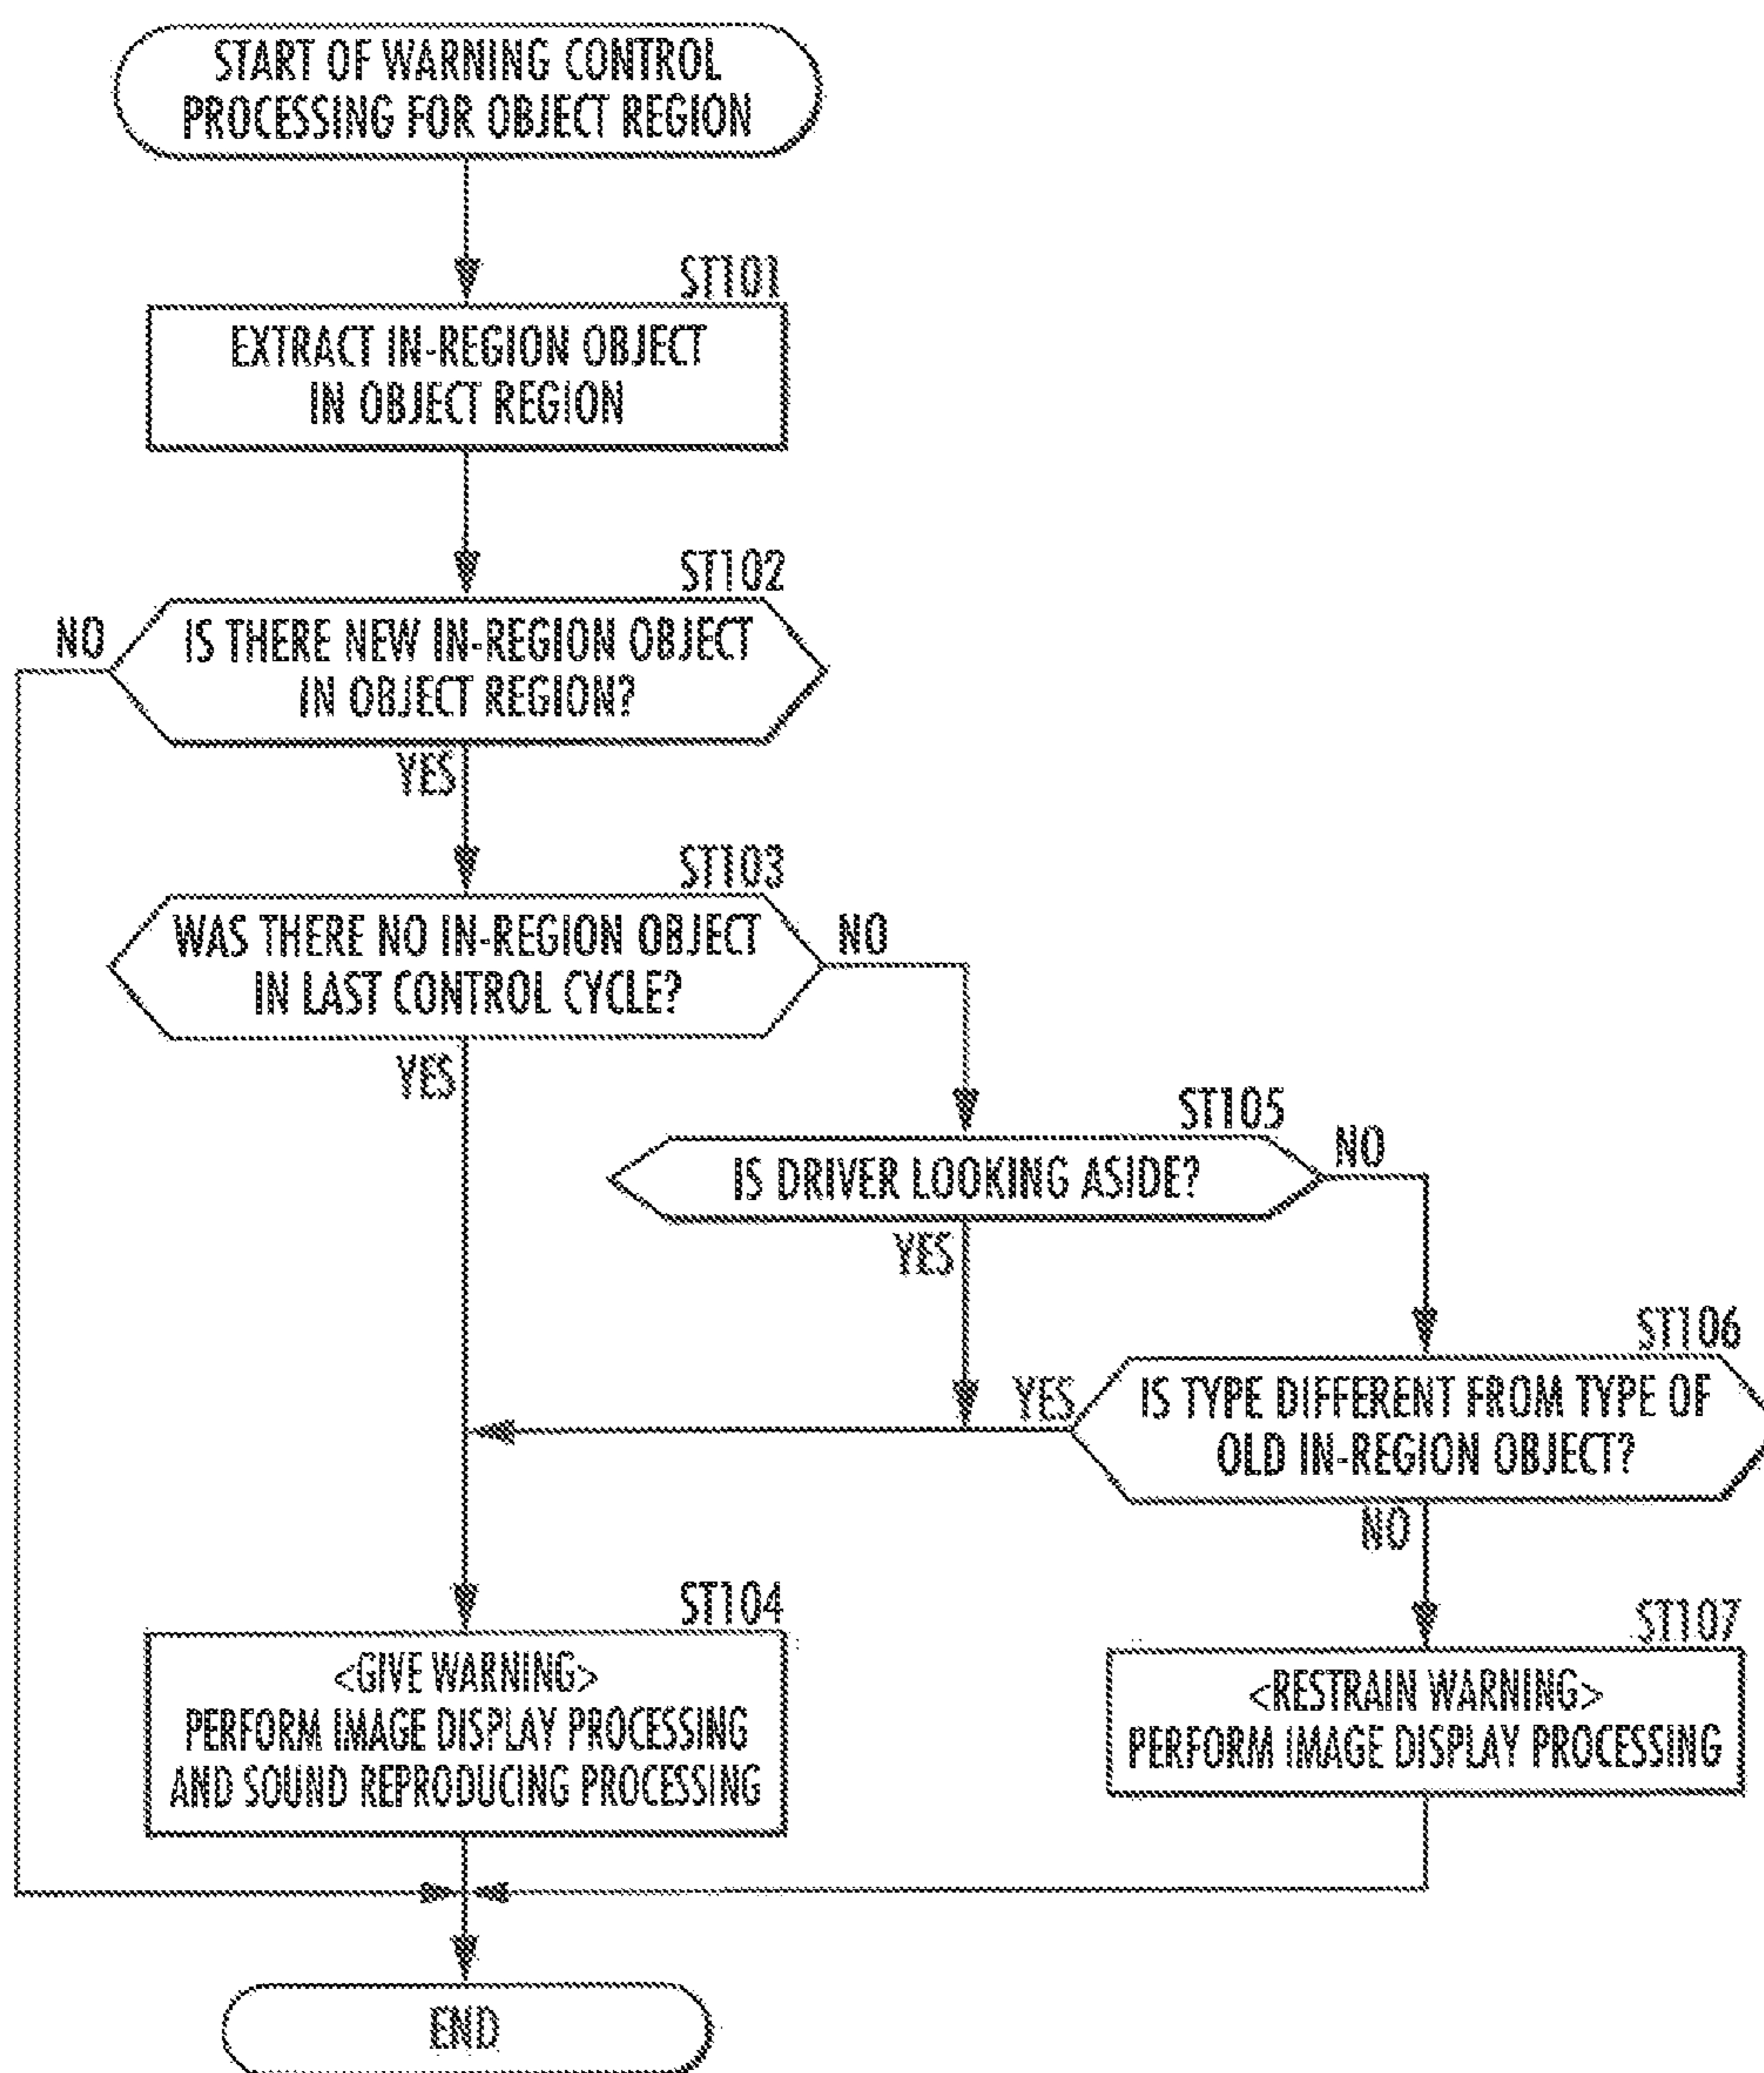 START OF WARNING CONTROL
PROCESSING FOR OBJECT REGION
ST101
EXTRACT IN-REGION OBJECT
IN OBJECT REGION
ST102
NO
IS THERE NEW IN-REGION OBJECT
IN OBJECT REGION?
YES
ST103
WAS THERE NO IN-REGION OBJECT
IN LAST CONTROL CYCLE?
NO
YES
ST105
IS DRIVER LOOKING ASIDE?
NO
YES
ST106
YES
IS TYPE DIFFERENT FROM TYPE OF
OLD IN-REGION OBJECT?
NO
ST104
<GIVE WARNING>
PERFORM IMAGE DISPLAY PROCESSING
AND SOUND REPRODUCING PROCESSING
ST107
<RESTRAIN WARNING>
PERFORM IMAGE DISPLAY PROCESSING
END